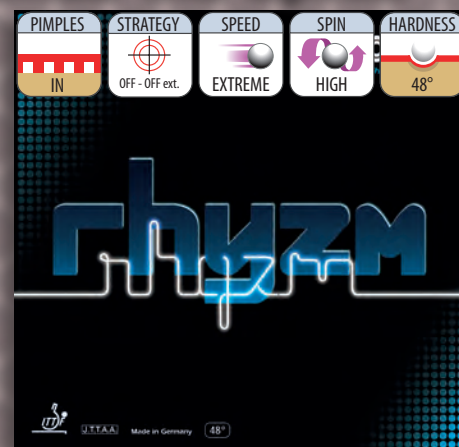 PIMPLES STRATEGY SPEED SPIN HARDNESS
IN OFF - OFF ext. EXTREME HIGH 48°
rhyzm
rhyzm
ITTF J.T.T.A.A. Made in Germany 48°